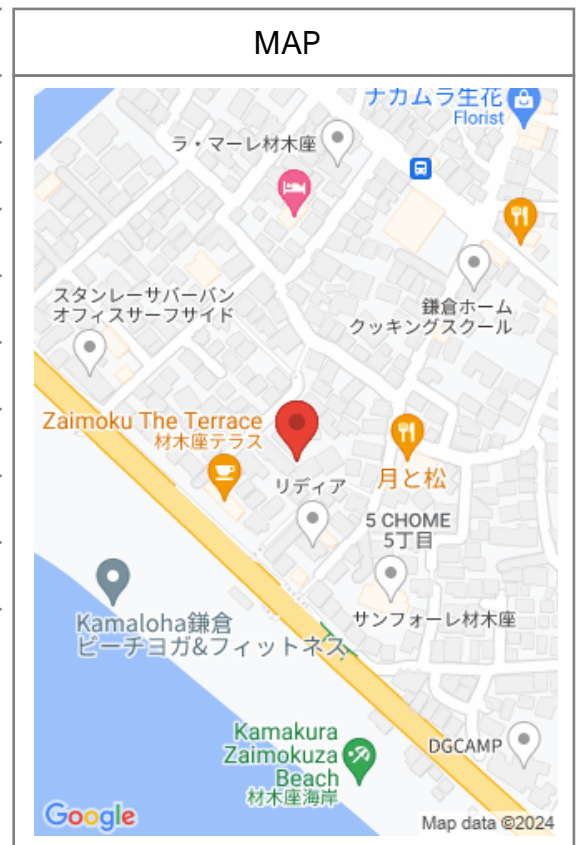 MAP
ナカムラ生花
Florist
ラ・マーレ材木座
鎌倉ホーム
クッキングスクール
スタンレーサバーバン
オフィスサーフサイド
Zaimoku The Terrace
材木座テラス
月と松
リディア
5 CHOME
5丁目
サンフォーレ材木座
Kamaloha鎌倉
ビーチヨガ&フィットネス
Kamakura
Zaimokuza
Beach
材木座海岸
DGCAMP
Google
Map data ©2024